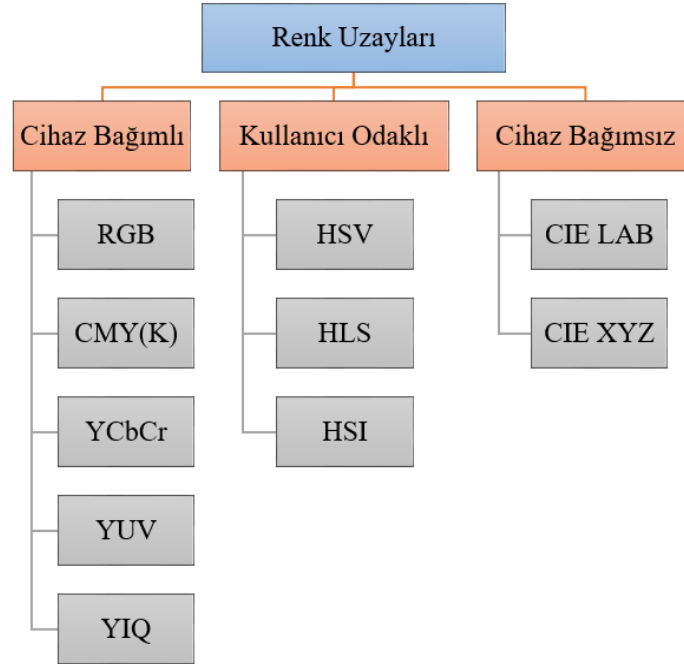 Renk Uzayları
Cihaz Bağımlı
RGB
CMY(K)
YCbCr
YUV
YIQ
Kullanıcı Odaklı
HSV
HLS
HSI
Cihaz Bağımsız
CIE LAB
CIE XYZ